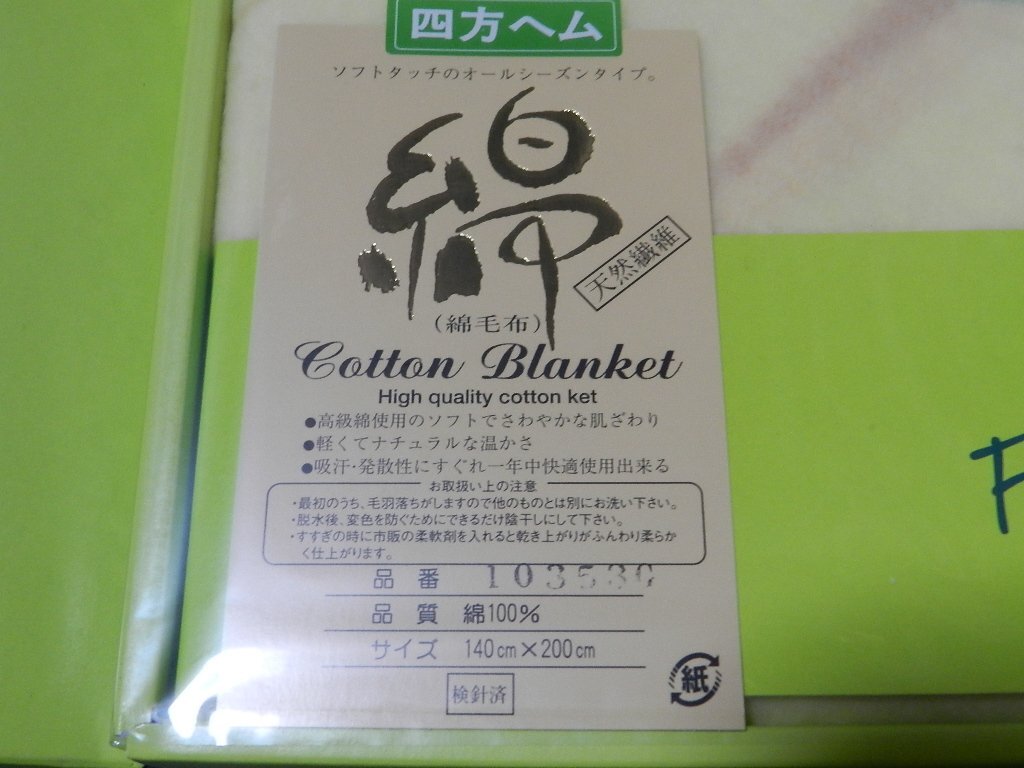 四方ヘム
ソフトタッチのオールシーズンタイプ。
綿
天然繊維
（綿毛布）
Cotton Blanket
High quality cotton ket
●高級綿使用のソフトでさわやかな肌ざわり
●軽くてナチュラルな温かさ
●吸汗・発散性にすぐれ一年中快適使用出来る
お取扱い上の注意
・最初のうち、毛羽落ちがしますので他のものとは別にお洗い下さい。
・脱水後、変色を防ぐためにできるだけ陰干しにして下さい。
・すすぎの時に市販の柔軟剤を入れると乾き上がりがふんわり柔らか
く仕上がります。
品番 103530
品質 綿100%
サイズ 140cm×200cm
検針済
紙
F